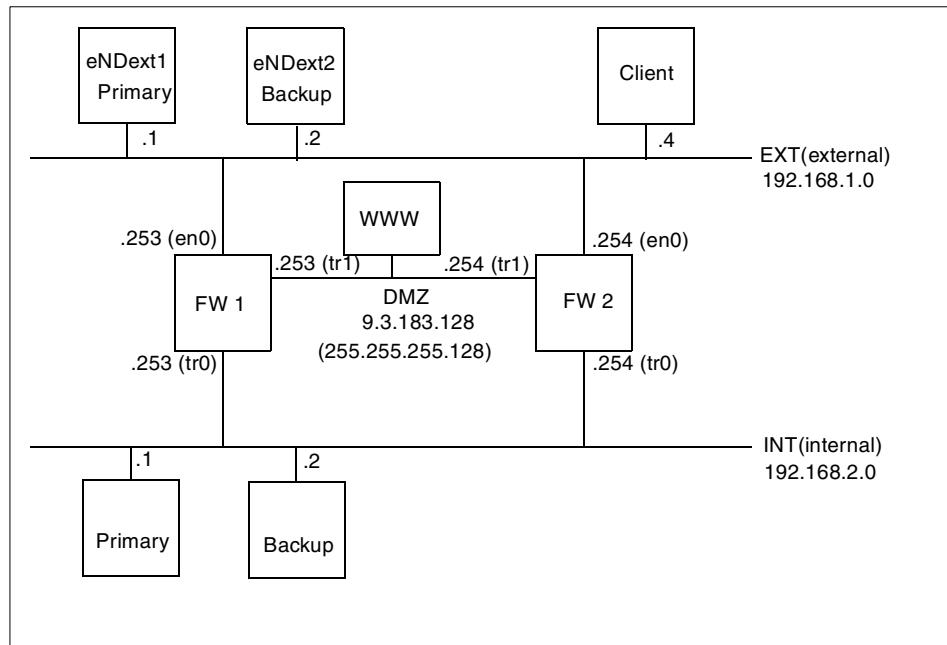 eNDext1
Primary
eNDext2
Backup
Client
.1
.2
.4
EXT(external)
192.168.1.0
WWW
.253 (en0)
.254 (en0)
.253 (tr1)
.254 (tr1)
FW 1
DMZ
9.3.183.128
(255.255.255.128)
FW 2
.253 (tr0)
.254 (tr0)
INT(internal)
192.168.2.0
.1
.2
Primary
Backup